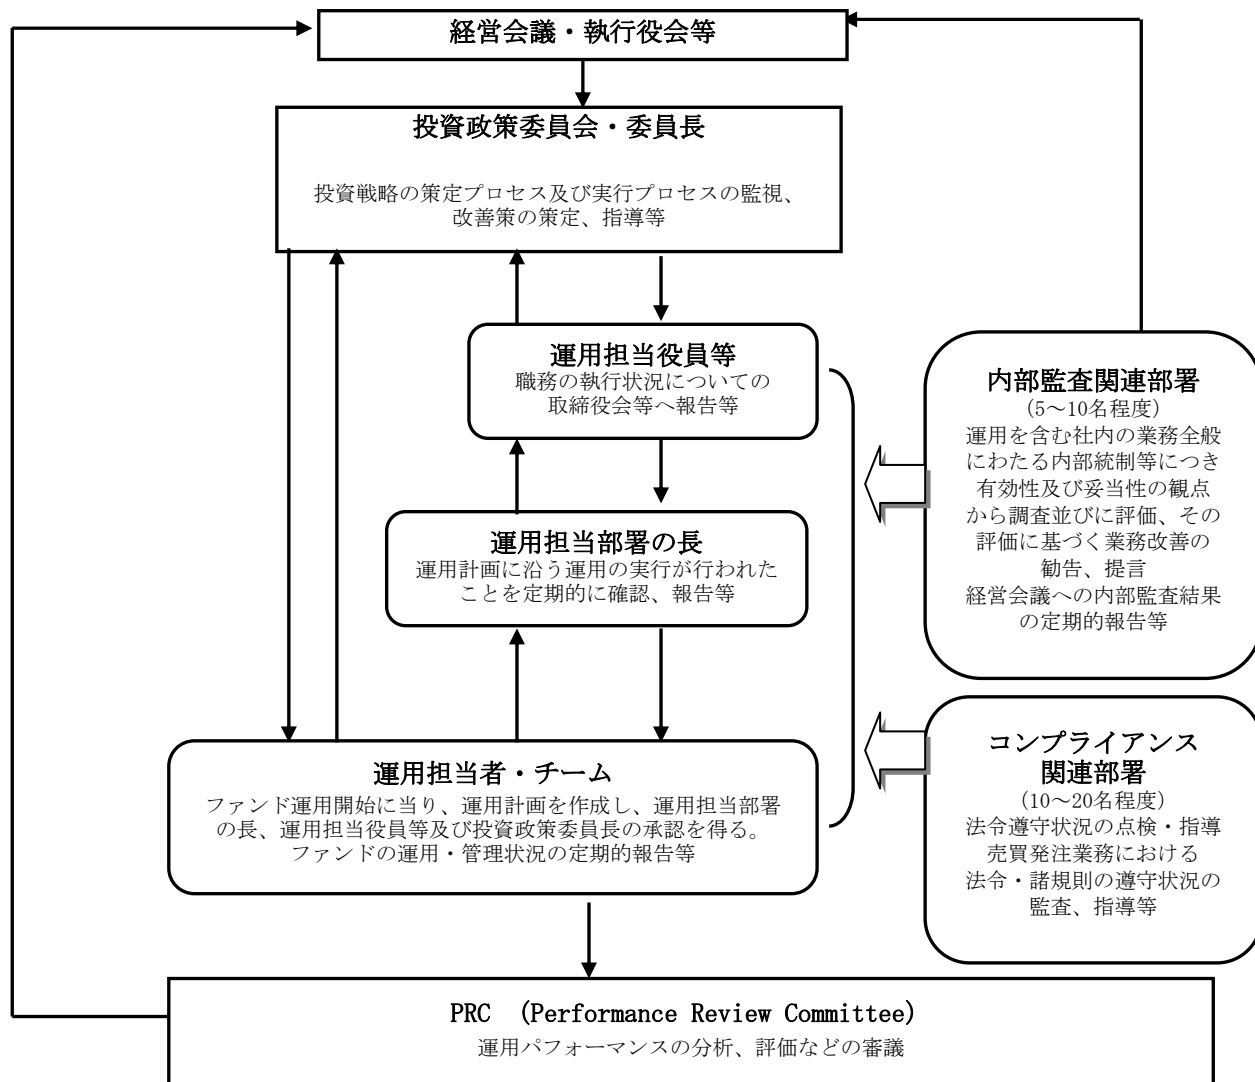 経営会議・執行役会等
投資政策委員会・委員長
投資戦略の策定プロセス及び実行プロセスの監視、
改善策の策定、指導等
運用担当役員等
職務の執行状況についての
取締役会等へ報告等
運用担当部署の長
運用計画に沿う運用の実行が行われた
ことを定期的に確認、報告等
運用担当者・チーム
ファンド運用開始に当り、運用計画を作成し、運用担当部署
の長、運用担当役員等及び投資政策委員長の承認を得る。
ファンドの運用・管理状況の定期的報告等
内部監査関連部署
(5～10名程度)
運用を含む社内の業務全般
にわたる内部統制等につき
有効性及び妥当性の観点
から調査並びに評価、その
評価に基づく業務改善の
勧告、提言
経営会議への内部監査結果
の定期的報告等
コンプライアンス
関連部署
(10～20名程度)
法令遵守状況の点検・指導
売買発注業務における
法令・諸規則の遵守状況の
監査、指導等
PRC (Performance Review Committee)
運用パフォーマンスの分析、評価などの審議